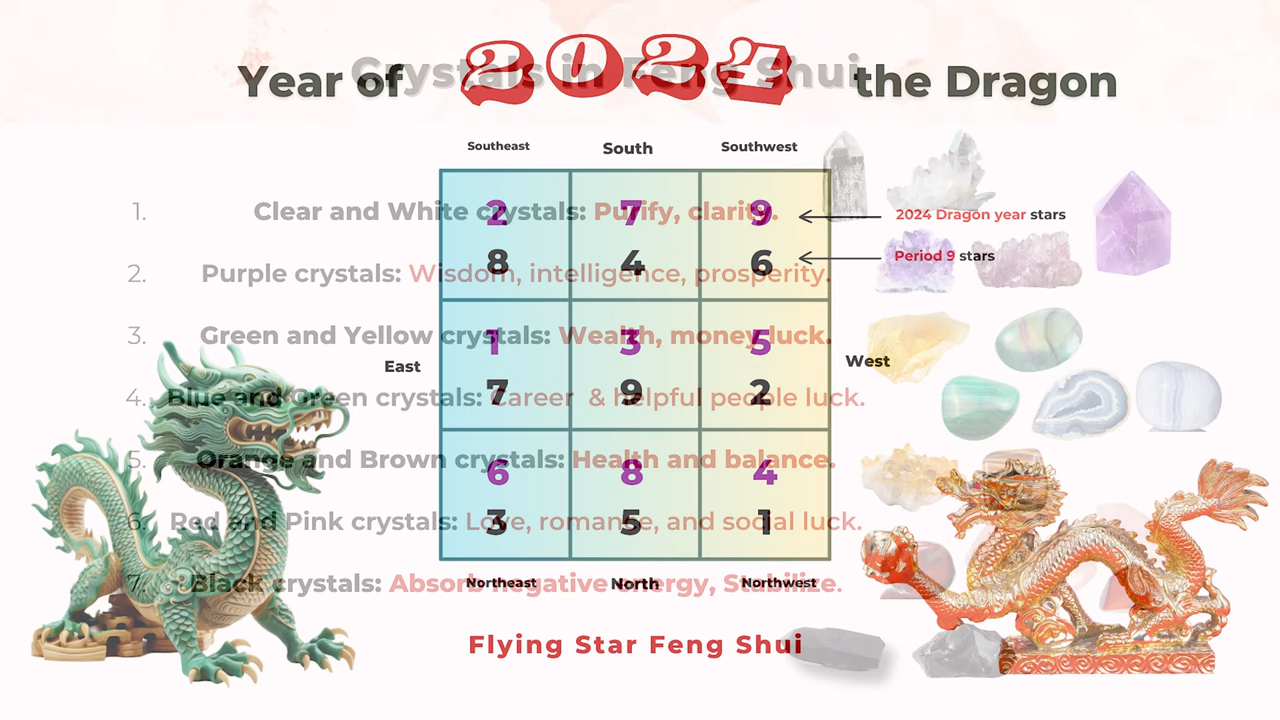 Year of 2024 the Dragon
Crystals in Feng Shui
Southeast South Southwest
1. Clear and White crystals: Purify, clarity.
2 7 9
2024 Dragon year stars
8 4 6
Period 9 stars
2. Purple crystals: Wisdom, intelligence, prosperity.
3. Green and Yellow crystals: Wealth, money luck.
1 3 5
East
West
7 9 2
4. Blue and Green crystals: Career & helpful people luck.
5. Orange and Brown crystals: Health and balance.
6 8 4
3 5 1
6. Red and Pink crystals: Love, romance, and social luck.
7. Black crystals: Absorb negative energy, Stabilize.
Northeast North Northwest
Flying Star Feng Shui